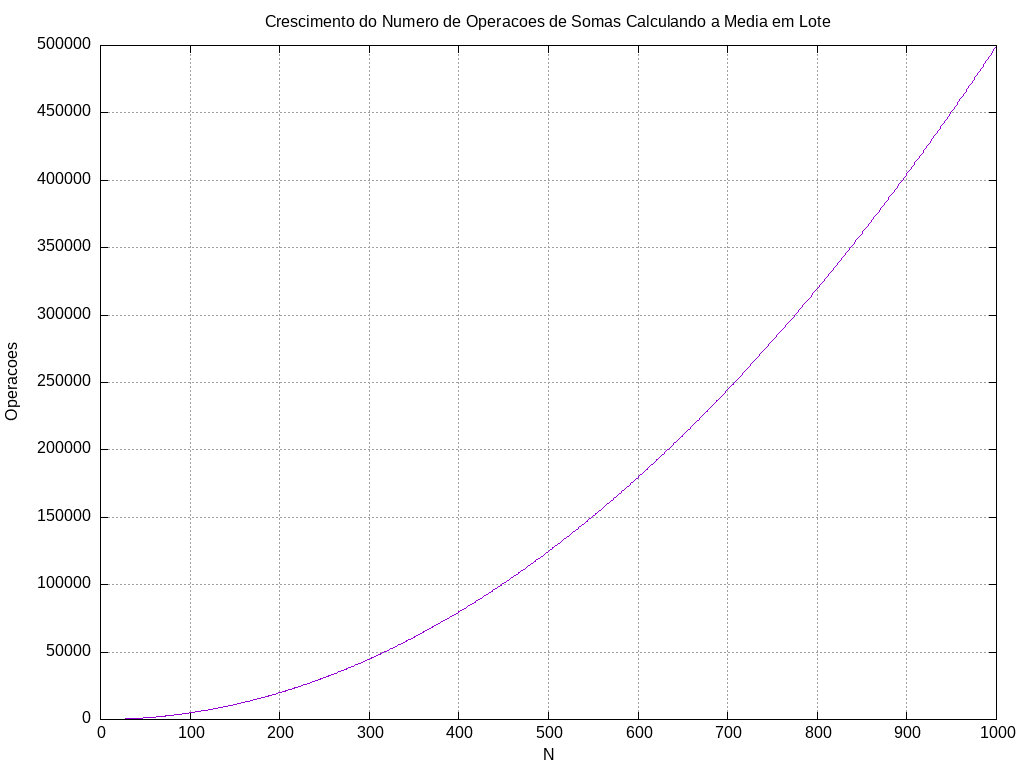 Crescimento do Numero de Operacoes de Somas Calculando a Media em Lote
500000
450000
400000
350000
300000
250000
200000
150000
100000
50000
0
Operacoes
0 100 200 300 400 500 600 700 800 900 1000
N